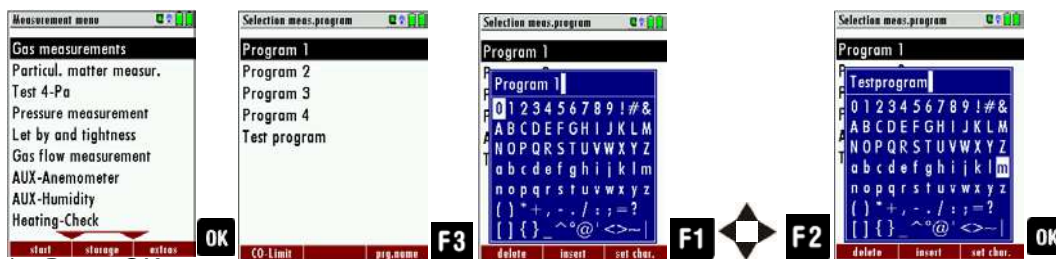 Measurement menu
Gas measurements
Particul. matter measur.
Test 4-Pa
Pressure measurement
Let by and tightness
Gas flow measurement
AUX-Anemometer
AUX-Humidity
Heating-Check
start storage extras
OK
Selection meas.program
Program 1
Program 2
Program 3
Program 4
Test program
CO-Limit prg.name
F3
Selection meas.program
Program 1
Program 1
0 1 2 3 4 5 6 7 8 9 ! # &
A B C D E F G H I J K L M
N O P Q R S T U V W X Y Z
a b c d e f g h i j k l m
n o p q r s t u v w x y z
( ) * + , - . / : ; = ?
[ ] { } _ ^ ° @ ' < > ~ |
delete insert set char.
F1
F2
Selection meas.program
Program 1
Testprogram
0 1 2 3 4 5 6 7 8 9 ! # &
A B C D E F G H I J K L M
N O P Q R S T U V W X Y Z
a b c d e f g h i j k l m
n o p q r s t u v w x y z
( ) * + , - . / : ; = ?
[ ] { } _ ^ ° @ ' < > ~ |
delete insert set char.
OK